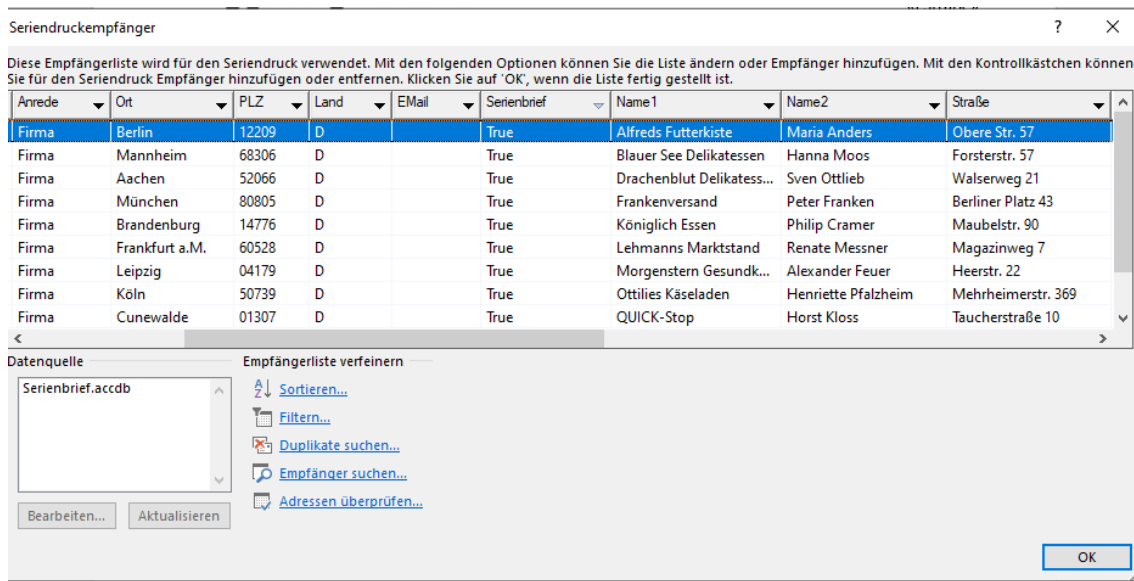 Seriendruckempfänger
Diese Empfängerliste wird für den Seriendruck verwendet. Mit den folgenden Optionen können Sie die Liste ändern oder Empfänger hinzufügen. Mit den Kontrollkästchen können
Sie für den Seriendruck Empfänger hinzufügen oder entfernen. Klicken Sie auf 'OK', wenn die Liste fertig gestellt ist.
Anrede Ort PLZ Land EMail Serienbrief Name1 Name2 Straße
Firma Berlin 12209 D True Alfreds Futterkiste Maria Anders Obere Str. 57
Firma Mannheim 68306 D True Blauer See Delikatessen Hanna Moos Forsterstr. 57
Firma Aachen 52066 D True Drachenblut Delikatess... Sven Ottlieb Walserweg 21
Firma München 80805 D True Frankenversand Peter Franken Berliner Platz 43
Firma Brandenburg 14776 D True Königlich Essen Philip Cramer Maubelstr. 90
Firma Frankfurt a.M. 60528 D True Lehmanns Marktstand Renate Messner Magazinweg 7
Firma Leipzig 04179 D True Morgenstern Gesundk... Alexander Feuer Heerstr. 22
Firma Köln 50739 D True Ottilies Käseladen Henriette Pfalzheim Mehrheimerstr. 369
Firma Cunewalde 01307 D True QUICK-Stop Horst Kloss Taucherstraße 10
Datenquelle
Serienbrief.accdb
Bearbeiten... Aktualisieren
Empfängerliste verfeinern
Sortieren...
Filtern...
Duplikate suchen...
Empfänger suchen...
Adressen überprüfen...
OK